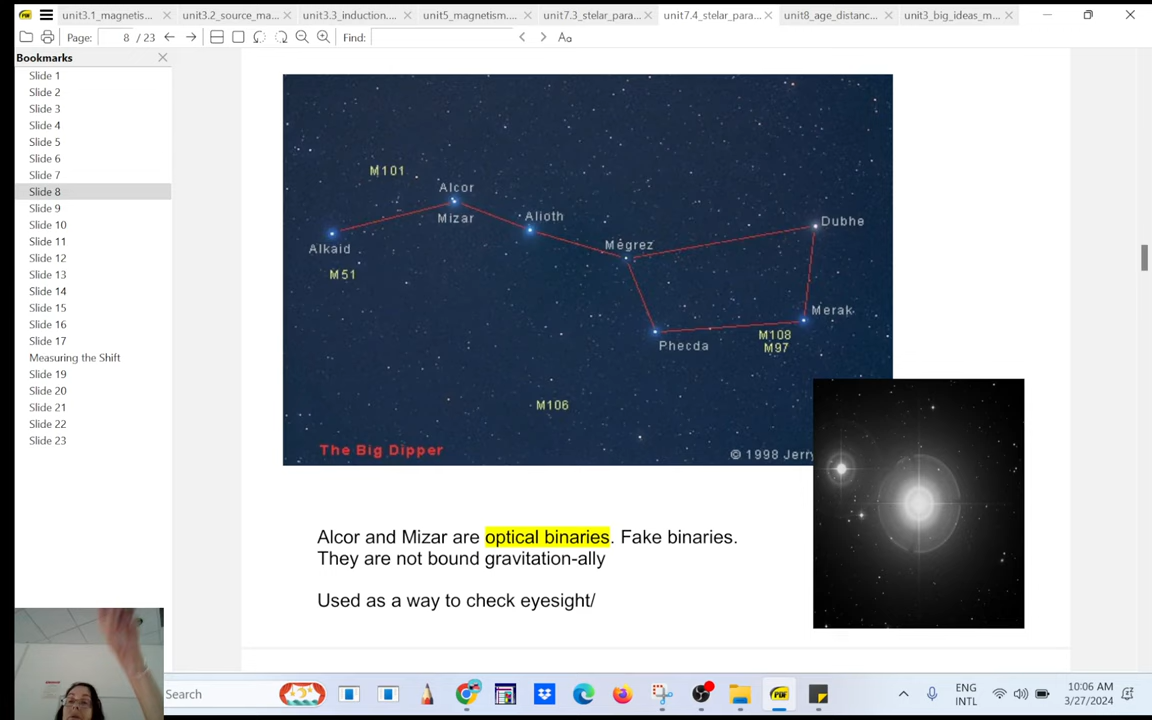 unit3.1_magnetis...
unit3.2_source_ma...
unit3.3_induction...
unit5_magnetism...
unit7.3_stelar_para...
unit7.4_stelar_para...
unit8_age_distanc...
unit3_big_ideas_m...
Page: 8 / 23
Find:
Aa
Bookmarks
Slide 1
Slide 2
Slide 3
Slide 4
Slide 5
Slide 6
Slide 7
Slide 8
Slide 9
Slide 10
Slide 11
Slide 12
Slide 13
Slide 14
Slide 15
Slide 16
Slide 17
Measuring the Shift
Slide 19
Slide 20
Slide 21
Slide 22
Slide 23
M101
Alcor
Mizar
Alioth
Dubhe
Alkaid
Mégrez
M51
Merak
Phecda
M108
M97
M106
The Big Dipper
© 1998 Jerry
Alcor and Mizar are optical binaries. Fake binaries.
They are not bound gravitation-ally
Used as a way to check eyesight/
Search
PDF
ENG
INTL
10:06 AM
3/27/2024